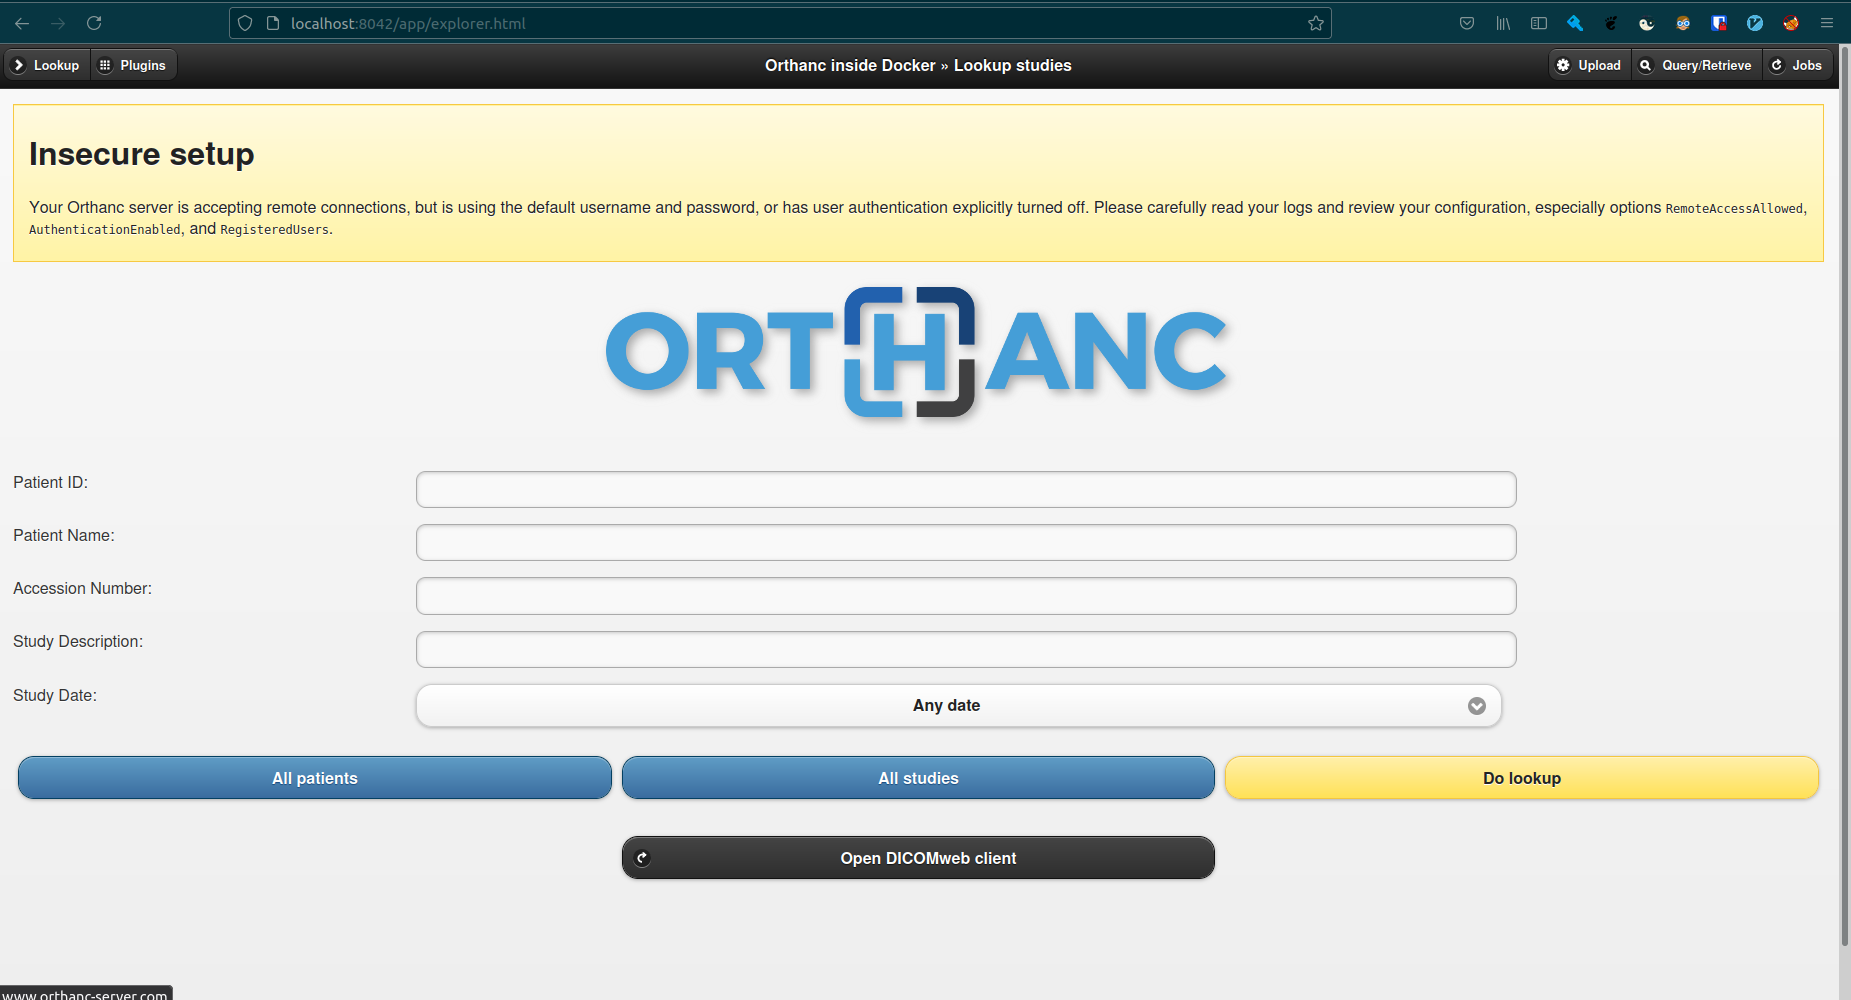 localhost:8042/app/explorer.html
Lookup
Plugins
Orthanc inside Docker » Lookup studies
Upload
Query/Retrieve
Jobs
Insecure setup
Your Orthanc server is accepting remote connections, but is using the default username and password, or has user authentication explicitly turned off. Please carefully read your logs and review your configuration, especially options RemoteAccessAllowed,
AuthenticationEnabled, and RegisteredUsers.
ORTHANC
Patient ID:
Patient Name:
Accession Number:
Study Description:
Study Date:
Any date
All patients
All studies
Do lookup
Open DICOMweb client
www.orthanc-server.com